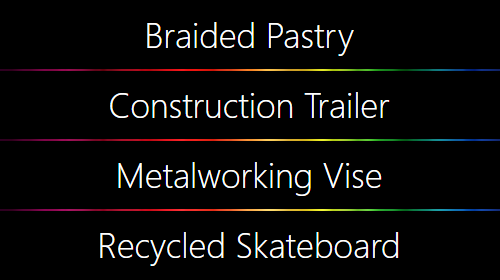 Braided Pastry
Construction Trailer
Metalworking Vise
Recycled Skateboard